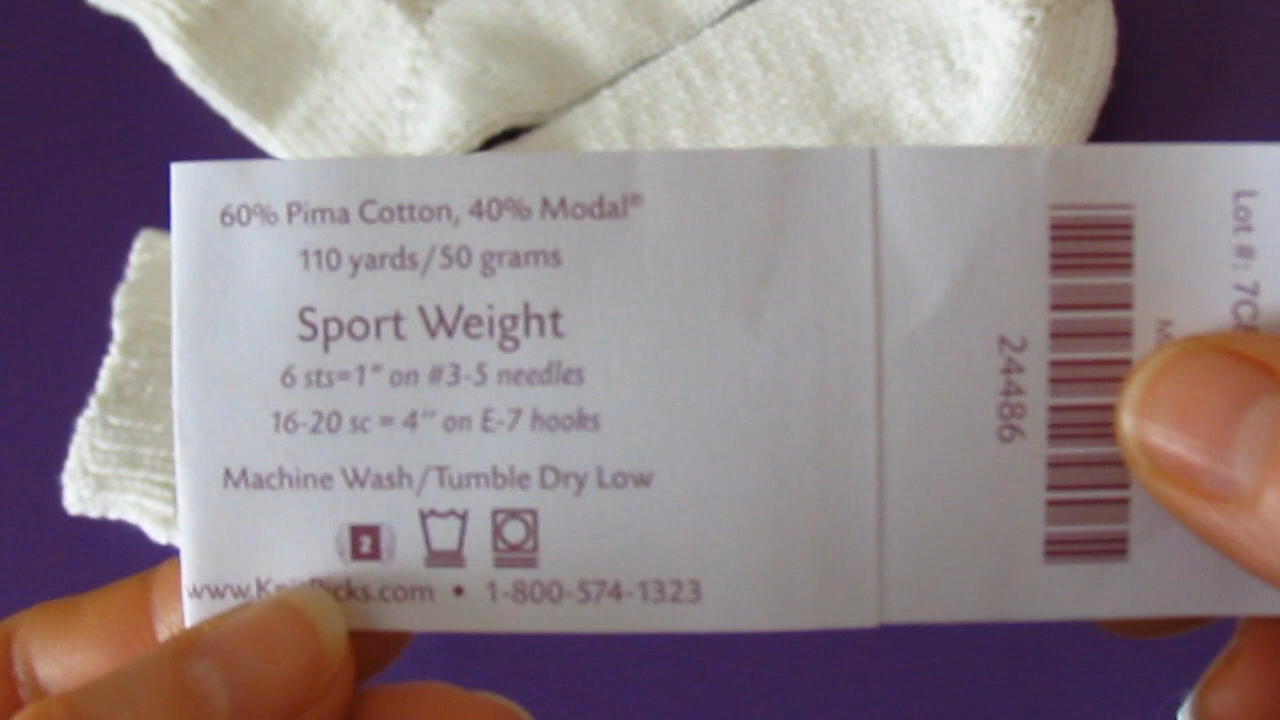 60% Pima Cotton, 40% Modal®
110 yards/50 grams
Sport Weight
6 sts=1" on #3-5 needles
16-20 sc = 4" on E-7 hooks
Machine Wash/Tumble Dry Low
2
1-800-574-1323
24486
Lot #: